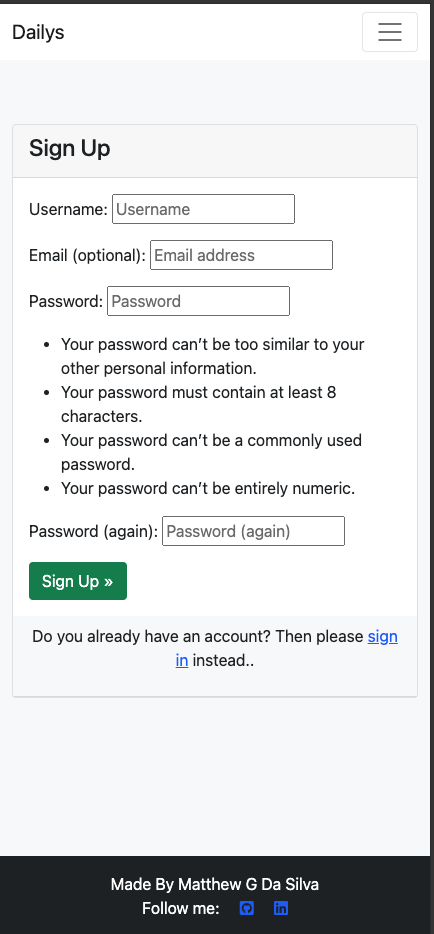 Dailys
Sign Up
Username: Username
Email (optional): Email address
Password: Password
• Your password can’t be too similar to your
other personal information.
• Your password must contain at least 8
characters.
• Your password can’t be a commonly used
password.
• Your password can’t be entirely numeric.
Password (again): Password (again)
Sign Up »
Do you already have an account? Then please sign
in instead..
Made By Matthew G Da Silva
Follow me: